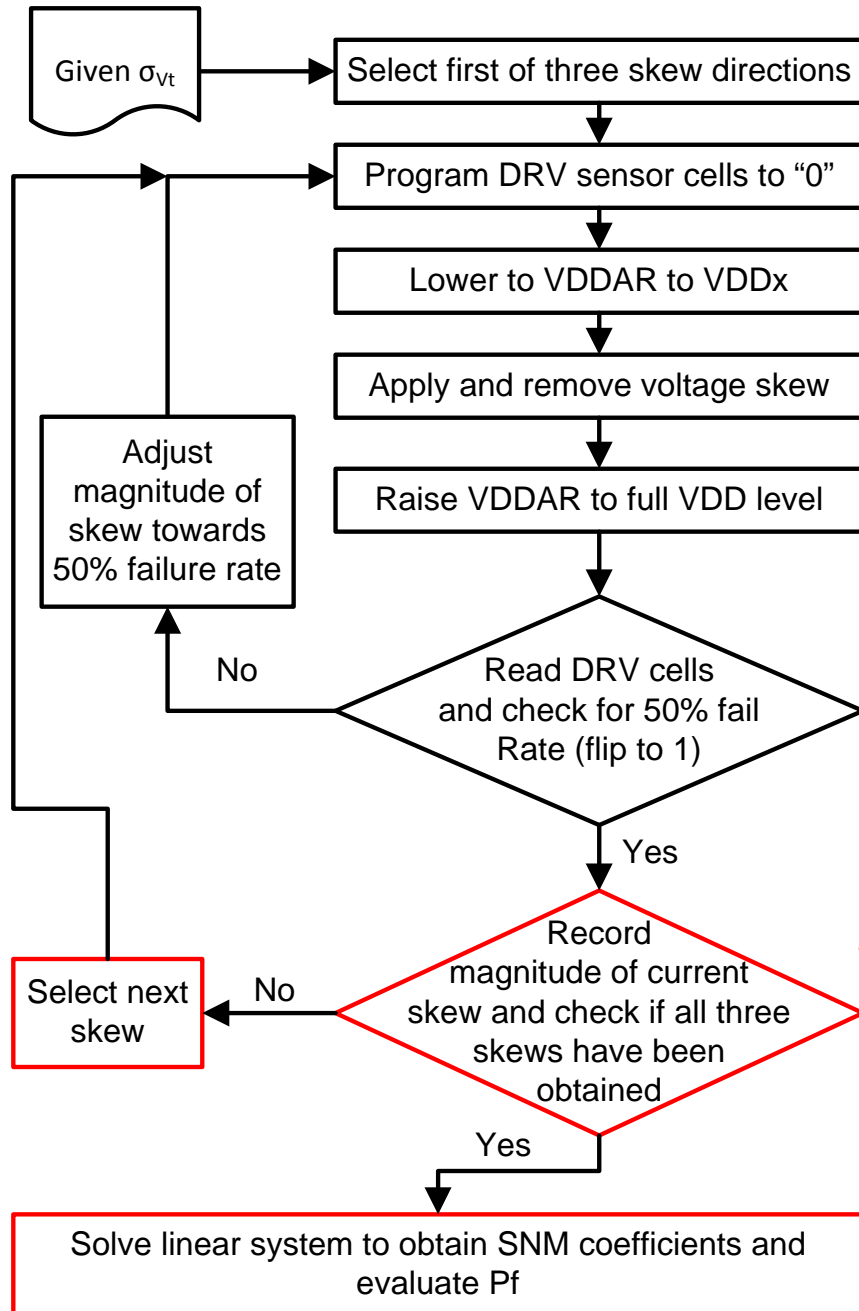 Given σVt
Select first of three skew directions
Program DRV sensor cells to “0”
Lower to VDDAR to VDDx
Apply and remove voltage skew
Adjust
magnitude of
skew towards
50% failure rate
Raise VDDAR to full VDD level
No
Read DRV cells
and check for 50% fail
Rate (flip to 1)
Yes
Record
magnitude of current
skew and check if all three
skews have been
obtained
No
Select next
skew
Yes
Solve linear system to obtain SNM coefficients and
evaluate Pf